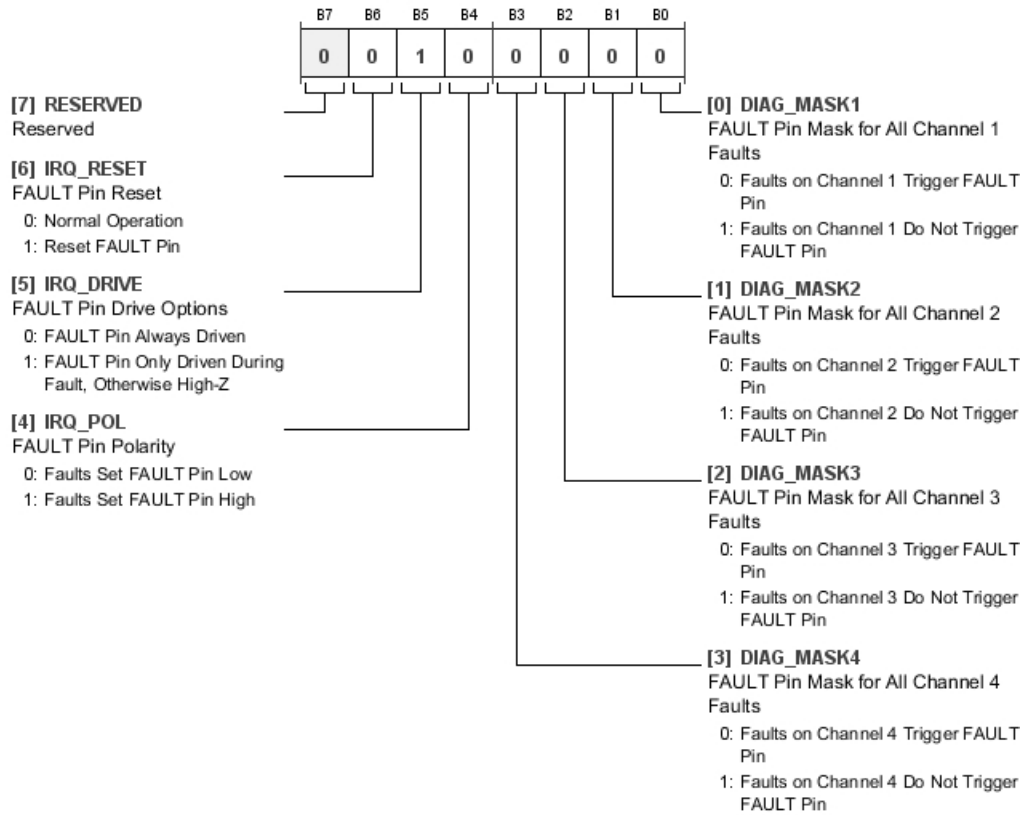 B7 B6 B5 B4 B3 B2 B1 B0
0 0 1 0 0 0 0 0
[7] RESERVED
Reserved
[6] IRQ_RESET
FAULT Pin Reset
0: Normal Operation
1: Reset FAULT Pin
[5] IRQ_DRIVE
FAULT Pin Drive Options
0: FAULT Pin Always Driven
1: FAULT Pin Only Driven During
Fault, Otherwise High-Z
[4] IRQ_POL
FAULT Pin Polarity
0: Faults Set FAULT Pin Low
1: Faults Set FAULT Pin High
[0] DIAG_MASK1
FAULT Pin Mask for All Channel 1
Faults
0: Faults on Channel 1 Trigger FAULT
Pin
1: Faults on Channel 1 Do Not Trigger
FAULT Pin
[1] DIAG_MASK2
FAULT Pin Mask for All Channel 2
Faults
0: Faults on Channel 2 Trigger FAULT
Pin
1: Faults on Channel 2 Do Not Trigger
FAULT Pin
[2] DIAG_MASK3
FAULT Pin Mask for All Channel 3
Faults
0: Faults on Channel 3 Trigger FAULT
Pin
1: Faults on Channel 3 Do Not Trigger
FAULT Pin
[3] DIAG_MASK4
FAULT Pin Mask for All Channel 4
Faults
0: Faults on Channel 4 Trigger FAULT
Pin
1: Faults on Channel 4 Do Not Trigger
FAULT Pin